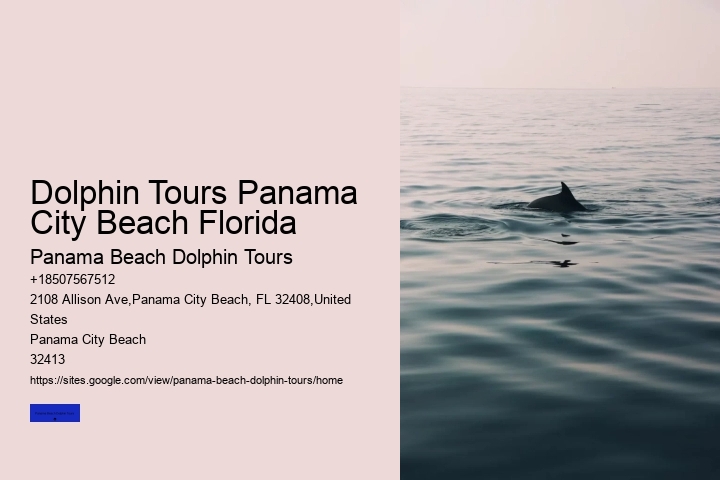 Dolphin Tours Panama
City Beach Florida
Panama Beach Dolphin Tours
+18507567512
2108 Allison Ave,Panama City Beach, FL 32408,United
States
Panama City Beach
32413
https://sites.google.com/view/panama-beach-dolphin-tours/home